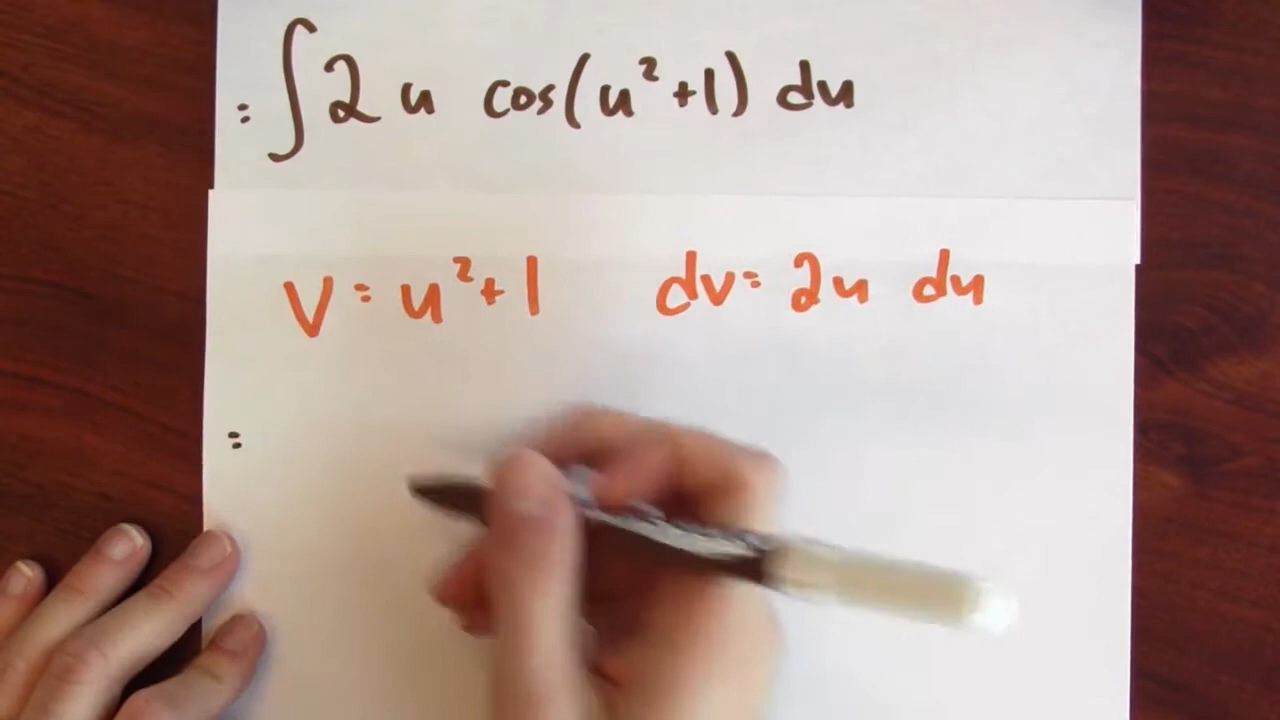 = ∫ 2 u cos(u²+1) du
V = u²+1 dv = 2u du
=